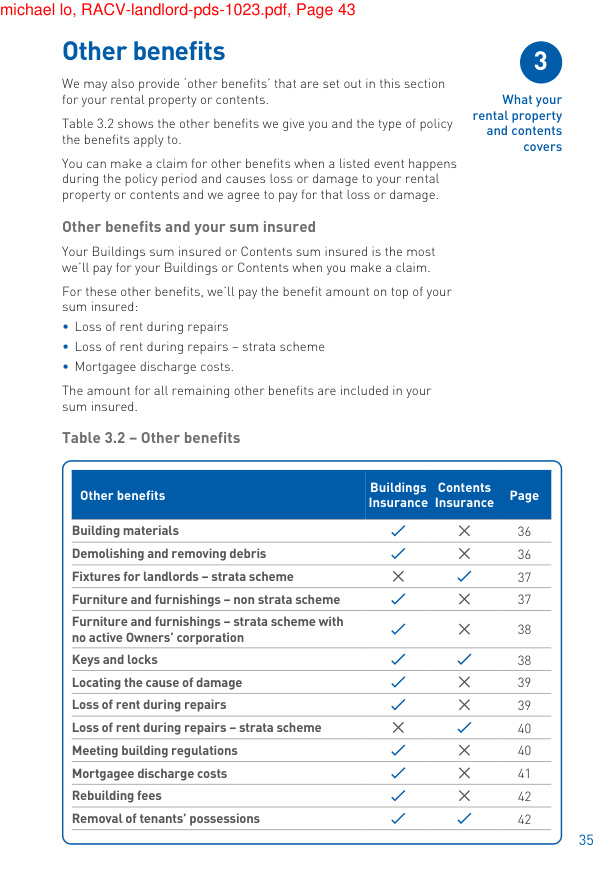 michael lo, RACV-landlord-pds-1023.pdf, Page 43
Other benefits
3
What your
rental property
and contents
covers
We may also provide ‘other benefits’ that are set out in this section
for your rental property or contents.
Table 3.2 shows the other benefits we give you and the type of policy
the benefits apply to.
You can make a claim for other benefits when a listed event happens
during the policy period and causes loss or damage to your rental
property or contents and we agree to pay for that loss or damage.
Other benefits and your sum insured
Your Buildings sum insured or Contents sum insured is the most
we’ll pay for your Buildings or Contents when you make a claim.
For these other benefits, we’ll pay the benefit amount on top of your
sum insured:
• Loss of rent during repairs
• Loss of rent during repairs – strata scheme
• Mortgagee discharge costs.
The amount for all remaining other benefits are included in your
sum insured.
Table 3.2 – Other benefits
Other benefits Buildings Insurance Contents Insurance Page
Building materials ✓ ✕ 36
Demolishing and removing debris ✓ ✕ 36
Fixtures for landlords – strata scheme ✕ ✓ 37
Furniture and furnishings – non strata scheme ✓ ✕ 37
Furniture and furnishings – strata scheme with
no active Owners’ corporation ✓ ✕ 38
Keys and locks ✓ ✓ 38
Locating the cause of damage ✓ ✕ 39
Loss of rent during repairs ✓ ✕ 39
Loss of rent during repairs – strata scheme ✕ ✓ 40
Meeting building regulations ✓ ✕ 40
Mortgagee discharge costs ✓ ✕ 41
Rebuilding fees ✓ ✕ 42
Removal of tenants’ possessions ✓ ✓ 42
35